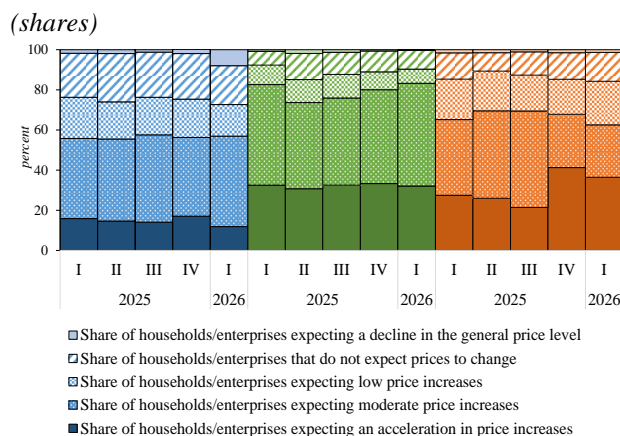 (shares)
100
80
60
40
20
0
percent
I II III IV I I II III IV I I II III IV I
2025 2026 2025 2026 2025 2026
Share of households/enterprises expecting a decline in the general price level
Share of households/enterprises that do not expect prices to change
Share of households/enterprises expecting low price increases
Share of households/enterprises expecting moderate price increases
Share of households/enterprises expecting an acceleration in price increases